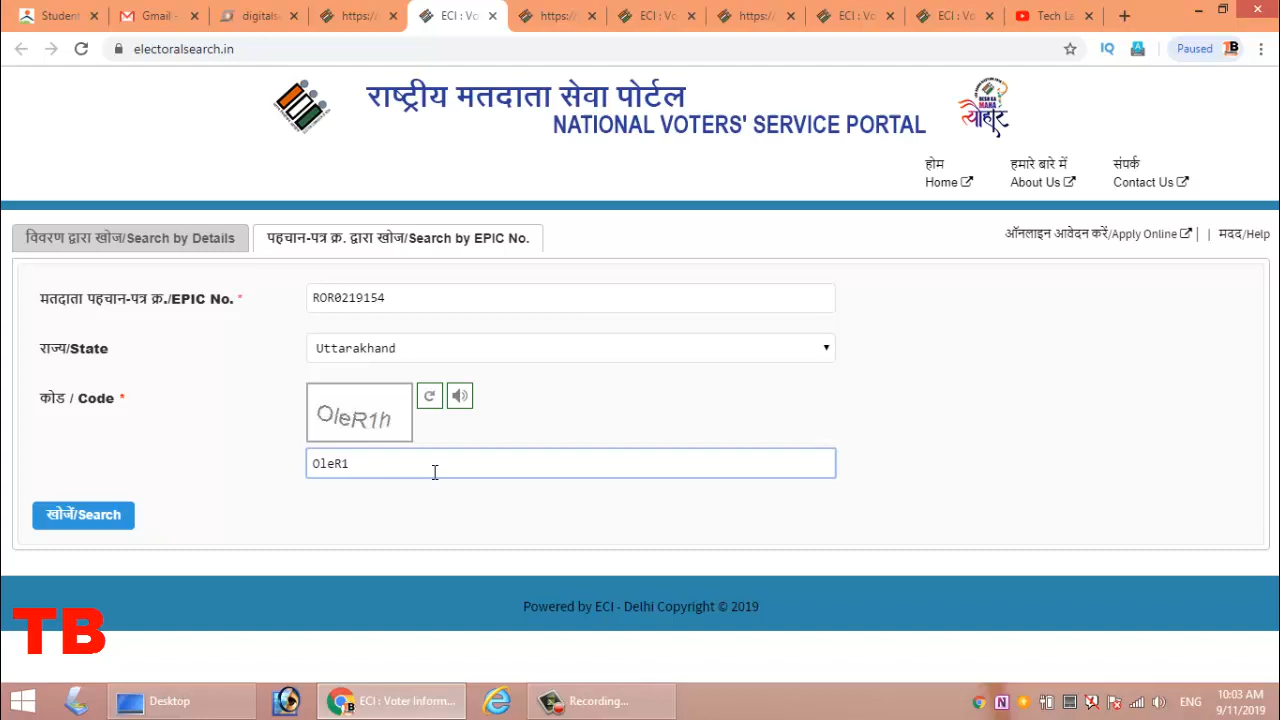 Student
Gmail -
digitals-
https://
ECI : Vo
https://
ECI : Vo
https://
ECI : Vo
ECI : Vo
Tech La
electoralsearch.in
IQ
Paused
राष्ट्रीय मतदाता सेवा पोर्टल
NATIONAL VOTERS' SERVICE PORTAL
होम
Home
हमारे बारे में
About Us
संपर्क
Contact Us
विवरण द्वारा खोज/Search by Details
पहचान-पत्र क्र. द्वारा खोज/Search by EPIC No.
ऑनलाइन आवेदन करें/Apply Online | | मदद/Help
मतदाता पहचान-पत्र क्र./EPIC No. *
ROR0219154
राज्य/State
Uttarakhand
कोड / Code *
OleR1h
OleR1
खोजें/Search
Powered by ECI - Delhi Copyright © 2019
TB
Desktop
ECI : Voter Inform...
Recording...
ENG
10:03 AM
9/11/2019